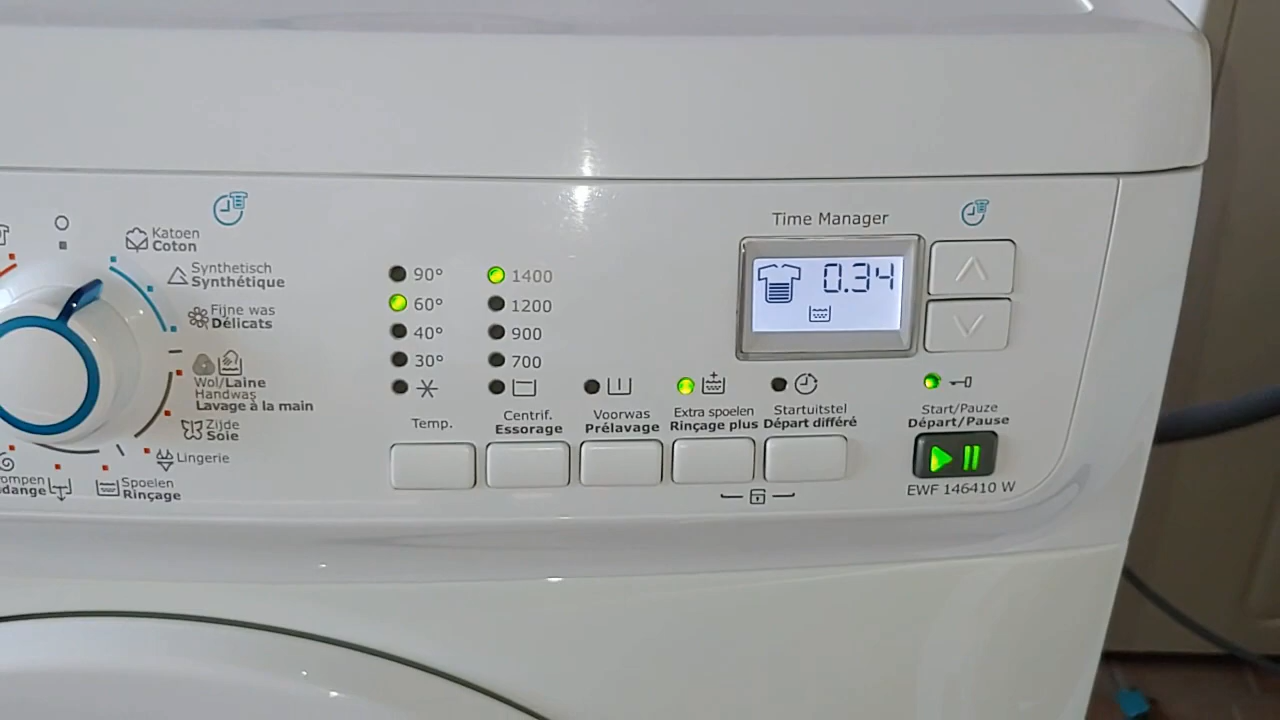 Katoen
Coton
Synthetisch
Synthétique
Fijne was
Délicats
Wol/Laine
Handwas
Lavage à la main
Zijde
Soie
Lingerie
Spoelen
Rinçage
90°
60°
40°
30°
Temp.
1400
1200
900
700
Centrif.
Essorage
Voorwas
Prélavage
Extra spoelen
Rinçage plus
Startuitstel
Départ différé
Time Manager
0.34
Start/Pauze
Départ/Pause
EWF 146410 W